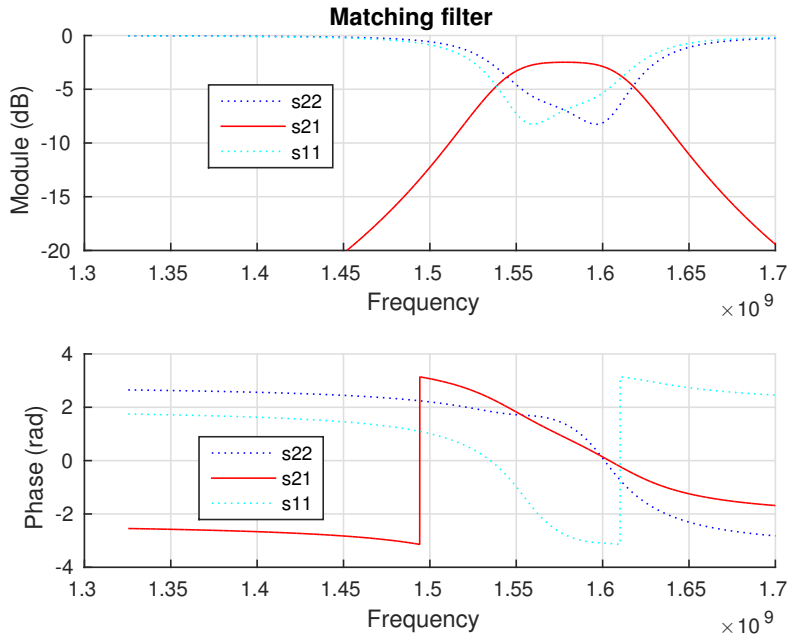 Matching filter
Module (dB)
0
-5
-10
-15
-20
s22
s21
s11
1.3 1.35 1.4 1.45 1.5 1.55 1.6 1.65 1.7
Frequency
×10 9
Phase (rad)
4
2
0
-2
-4
s22
s21
s11
1.3 1.35 1.4 1.45 1.5 1.55 1.6 1.65 1.7
Frequency
×10 9